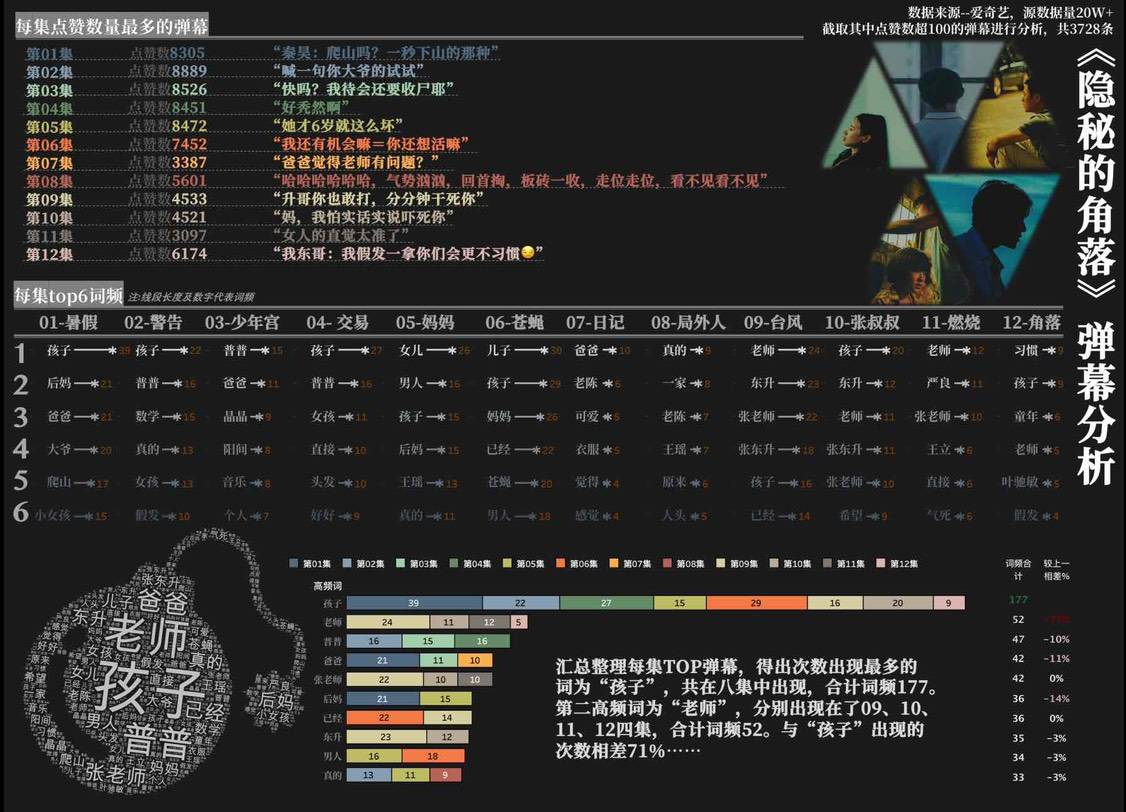 数据来源--爱奇艺，源数据量20W+
截取其中点赞数超100的弹幕进行分析，共3728条
《隐秘的角落》 弹幕分析
每集点赞数量最多的弹幕
第01集 点赞数8305 “秦昊：爬山吗？一秒下山的那种”
第02集 点赞数8889 “喊一句你大爷的试试”
第03集 点赞数8526 “快吗？我待会还要收尸耶”
第04集 点赞数8451 “好秃然啊”
第05集 点赞数8472 “她才6岁就这么坏”
第06集 点赞数7452 “我还有机会嘛＝你还想活嘛”
第07集 点赞数3387 “爸爸觉得老师有问题？”
第08集 点赞数5601 “哈哈哈哈哈哈，气势汹汹，回首掏，板砖一收，走位走位，看不见看不见”
第09集 点赞数4533 “升哥你也敢打，分分钟干死你”
第10集 点赞数4521 “妈，我怕实话实说吓死你”
第11集 点赞数3097 “女人的直觉太准了”
第12集 点赞数6174 “我东哥：我假发一拿你们会更不习惯😏”
每集top6词频 注:线段长度及数字代表词频
01-暑假 02-警告 03-少年宫 04- 交易 05-妈妈 06-苍蝇 07-日记 08-局外人 09-台风 10-张叔叔 11-燃烧 12-角落
1 孩子 39 孩子 22 普普 15 孩子 27 女儿 26 儿子 30 爸爸 10 真的 9 老师 24 孩子 20 老师 12 习惯 9
2 后妈 21 普普 16 爸爸 11 普普 16 男人 16 孩子 29 老陈 6 一家 8 东升 23 东升 12 严良 11 孩子 9
3 爸爸 21 数学 15 晶晶 9 女孩 11 孩子 15 妈妈 26 可爱 5 老陈 7 张老师 22 老师 11 张老师 10 童年 6
4 大爷 20 真的 13 阳间 8 直接 10 后妈 15 已经 22 衣服 5 王瑶 7 张东升 18 张东升 11 王立 6 老师 5
5 爬山 17 女孩 13 音乐 8 头发 10 王瑶 13 苍蝇 20 觉得 4 原来 6 孩子 16 张老师 10 直接 6 叶驰敏 5
6 小女孩 15 假发 10 个人 7 好好 9 真的 11 男人 18 感觉 4 人头 5 已经 14 希望 9 气死 6 假发 4
第01集 第02集 第03集 第04集 第05集 第06集 第07集 第08集 第09集 第10集 第11集 第12集
高频词 词频合计 较上一相差%
孩子 39 22 27 15 29 16 20 9 177
老师 24 11 12 5 52
普普 16 15 16 47 -10%
爸爸 21 11 10 42 -11%
张老师 22 10 10 42 0%
后妈 21 15 36 -14%
已经 22 14 36 0%
东升 23 12 35 -3%
男人 16 18 34 -3%
真的 13 11 9 33 -3%
汇总整理每集TOP弹幕，得出次数出现最多的
词为“孩子”，共在八集中出现，合计词频177。
第二高频词为“老师”，分别出现在了09、10、
11、12四集，合计词频52。与“孩子”出现的
次数相差71%……
张东升
儿子 爸爸
东升
老师
孩子
普普
张老师
后妈
小女孩
男人
已经
数学
真的
苍蝇
女孩
假发
直接
大爷
王瑶
妈妈
爬山
晶晶
女儿